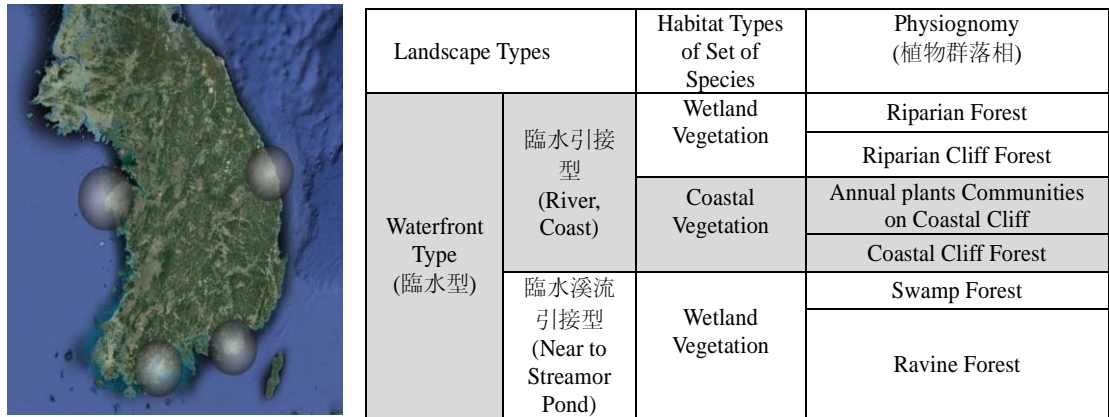 Landscape Types
Habitat Types
of Set of
Species
Physiognomy
(植物群落相)
Waterfront
Type
(臨水型)
臨水引接
型
(River,
Coast)
Wetland
Vegetation
Riparian Forest
Riparian Cliff Forest
Coastal
Vegetation
Annual plants Communities
on Coastal Cliff
Coastal Cliff Forest
臨水溪流
引接型
(Near to
Streamor
Pond)
Wetland
Vegetation
Swamp Forest
Ravine Forest